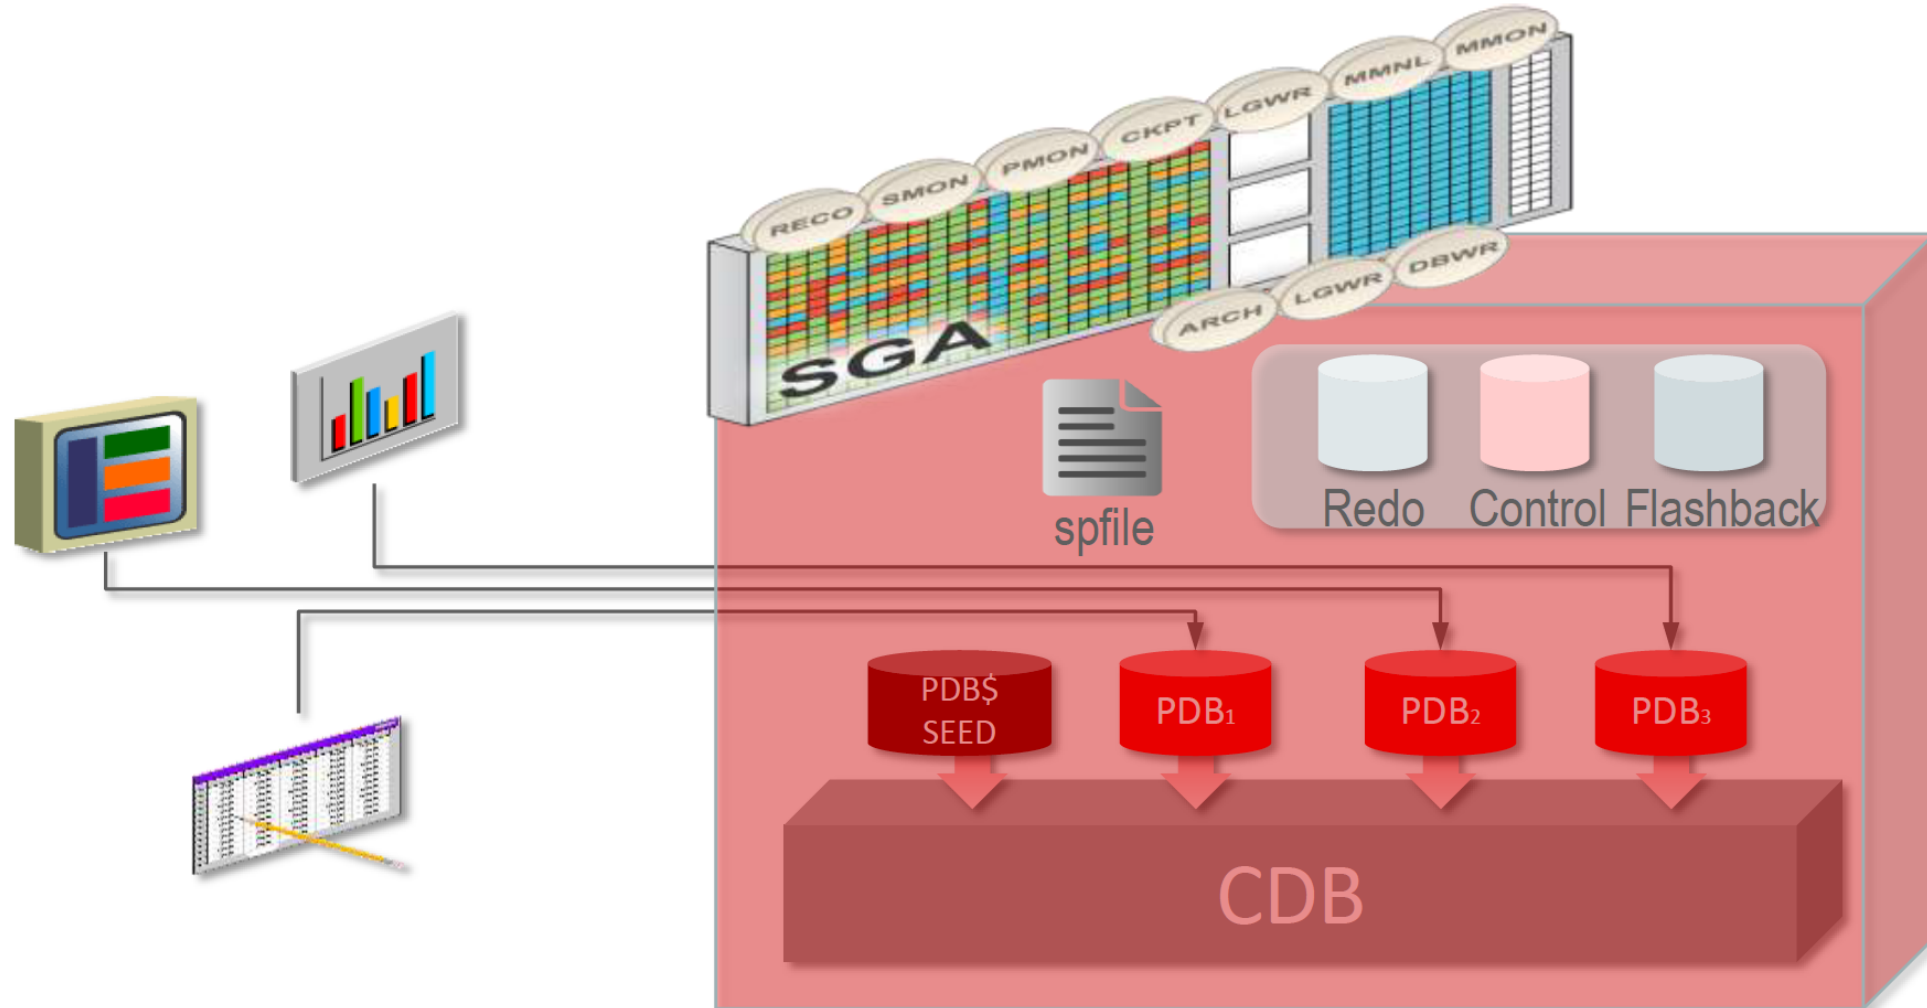 MMON
MMNL
LGWR
CKPT
PMON
SMON
RECO
DBWR
LGWR
ARCH
SGA
spfile
Redo Control Flashback
PDB$
SEED
PDB1
PDB2
PDB3
CDB